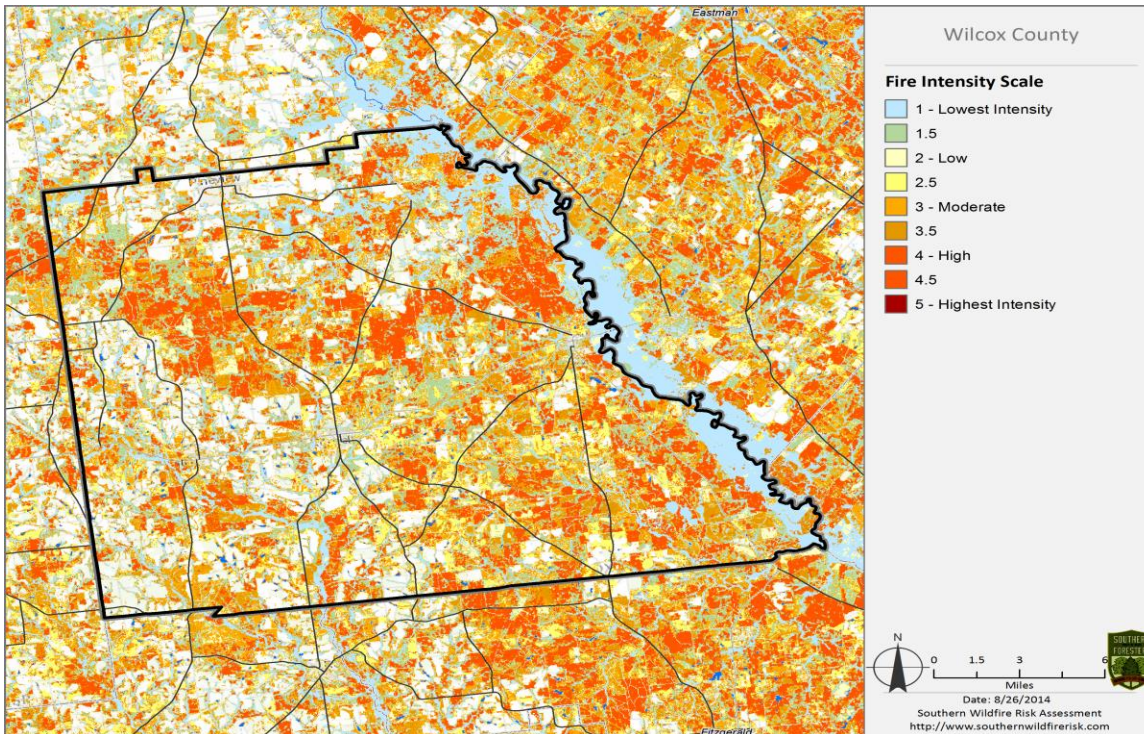 Eastman
Pineview
Fitzgerald
Wilcox County
Fire Intensity Scale
1 - Lowest Intensity
1.5
2 - Low
2.5
3 - Moderate
3.5
4 - High
4.5
5 - Highest Intensity
N
0 1.5 3 6
Miles
SOUTHERN
Date: 8/26/2014
Southern Wildfire Risk Assessment
http://www.southernwildfirerisk.com